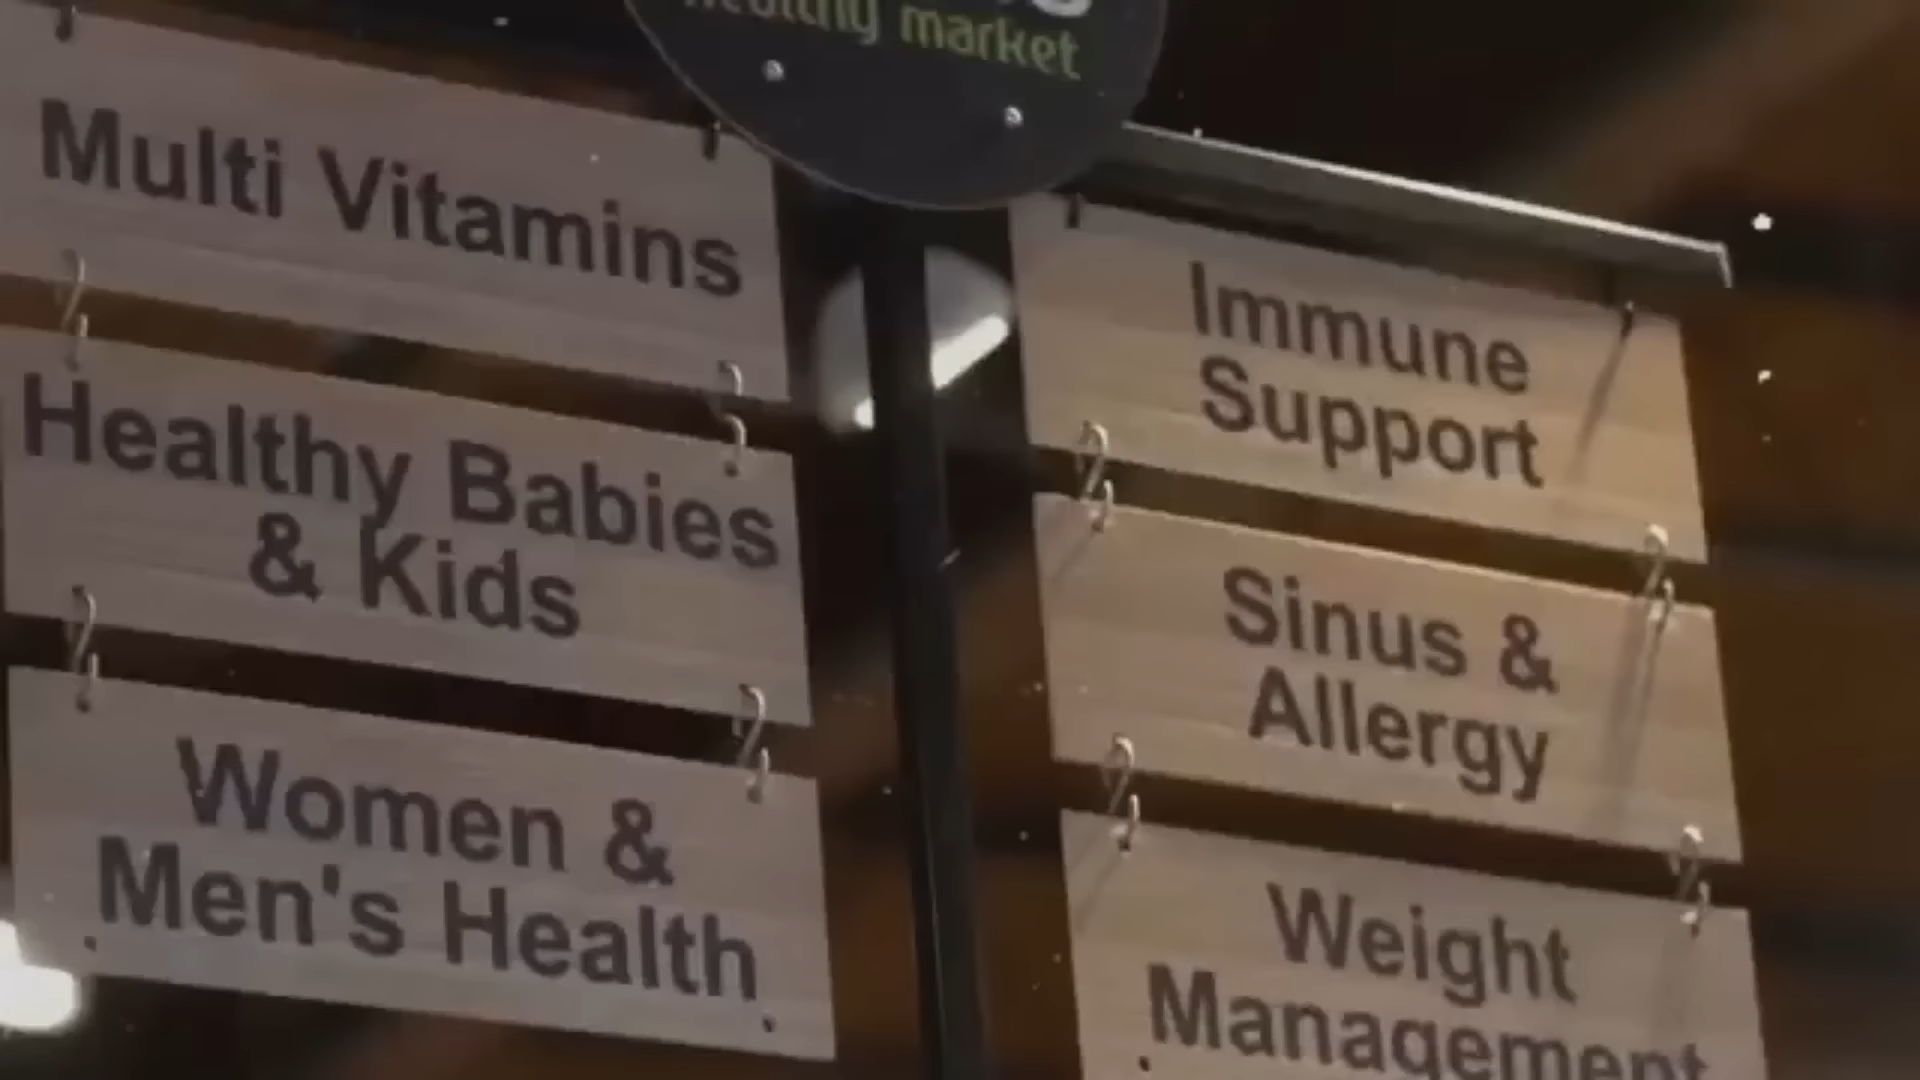 healthy market
Multi Vitamins
Healthy Babies
& Kids
Women &
Men's Health
Immune
Support
Sinus &
Allergy
Weight
Management